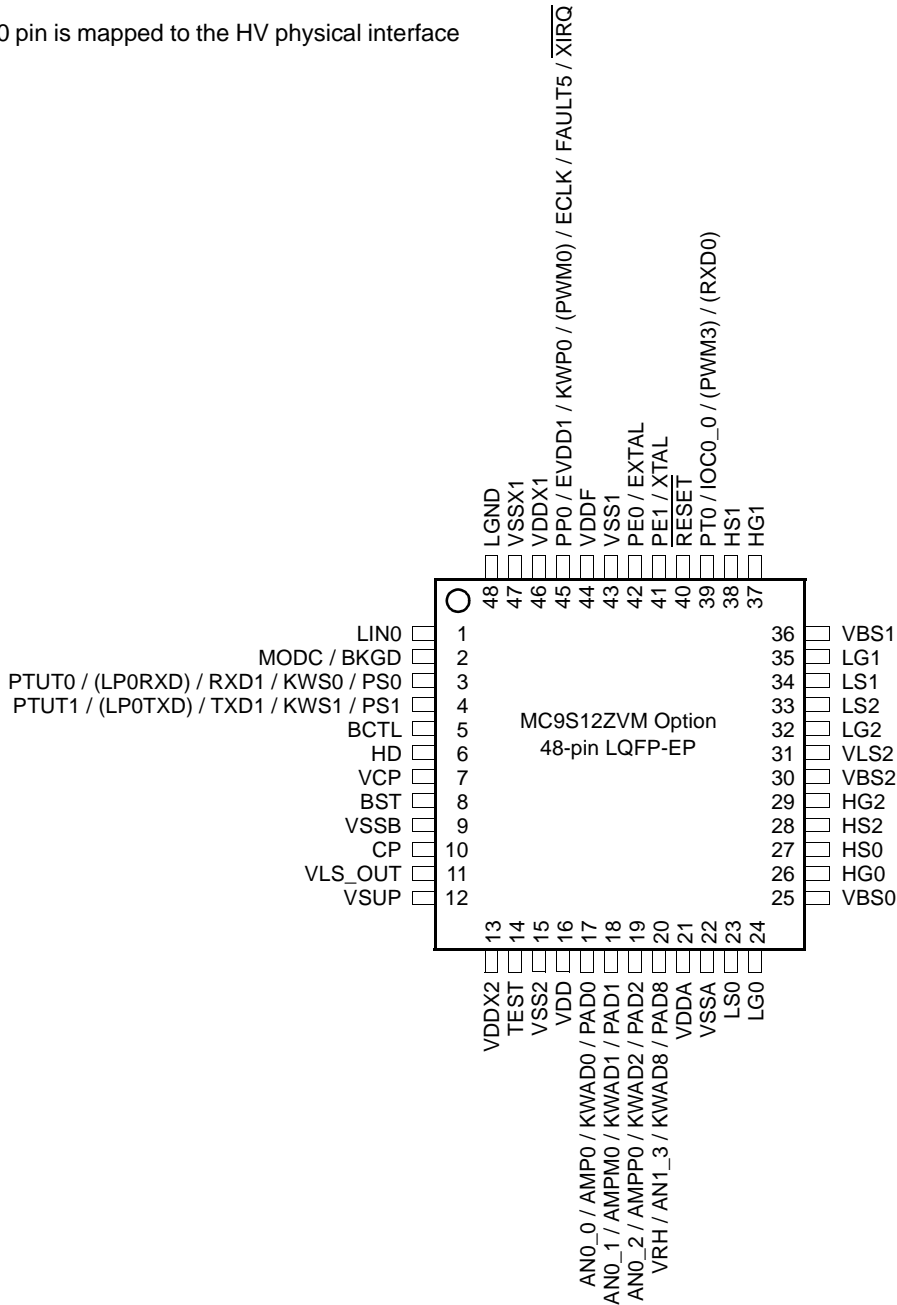 0 pin is mapped to the HV physical interface
LGND
VSSX1
VDDX1
PP0 / EVDD1 / KWP0 / (PWM0) / ECLK / FAULT5 / XIRQ
VDDF
VSS1
PE0 / EXTAL
PE1 / XTAL
RESET
PT0 / IOC0_0 / (PWM3) / (RXD0)
HS1
HG1
48
47
46
45
44
43
42
41
40
39
38
37
LIN0 1
MODC / BKGD 2
PTUT0 / (LP0RXD) / RXD1 / KWS0 / PS0 3
PTUT1 / (LP0TXD) / TXD1 / KWS1 / PS1 4
BCTL 5
HD 6
VCP 7
BST 8
VSSB 9
CP 10
VLS_OUT 11
VSUP 12
MC9S12ZVM Option
48-pin LQFP-EP
36 VBS1
35 LG1
34 LS1
33 LS2
32 LG2
31 VLS2
30 VBS2
29 HG2
28 HS2
27 HS0
26 HG0
25 VBS0
13
14
15
16
17
18
19
20
21
22
23
24
VDDX2
TEST
VSS2
VDD
AN0_0 / AMP0 / KWAD0 / PAD0
AN0_1 / AMPM0 / KWAD1 / PAD1
AN0_2 / AMPP0 / KWAD2 / PAD2
VRH / AN1_3 / KWAD8 / PAD8
VDDA
VSSA
LS0
LG0